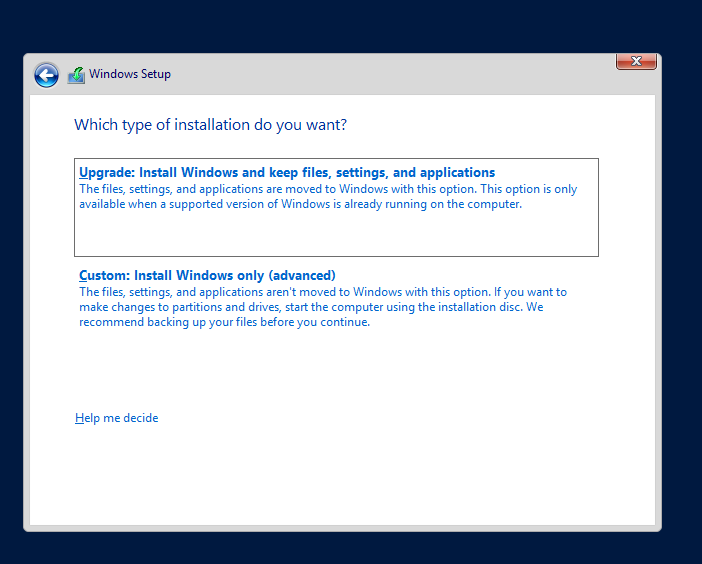 Windows Setup
Which type of installation do you want?
Upgrade: Install Windows and keep files, settings, and applications
The files, settings, and applications are moved to Windows with this option. This option is only
available when a supported version of Windows is already running on the computer.
Custom: Install Windows only (advanced)
The files, settings, and applications aren't moved to Windows with this option. If you want to
make changes to partitions and drives, start the computer using the installation disc. We
recommend backing up your files before you continue.
Help me decide